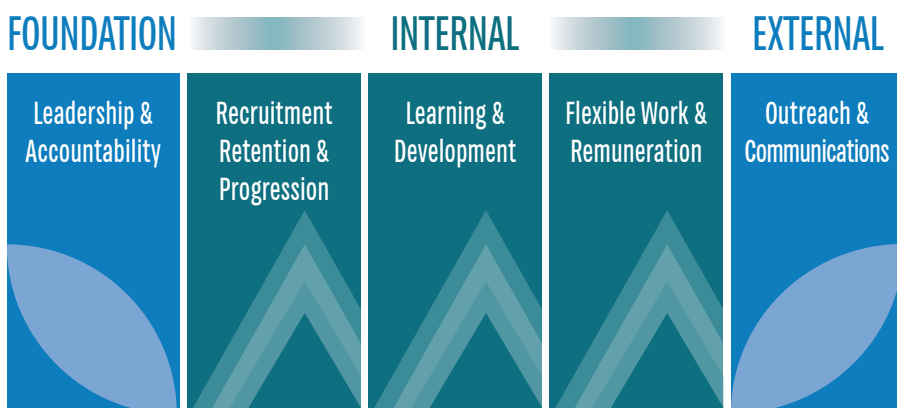 FOUNDATION INTERNAL EXTERNAL
Leadership &
Accountability
Recruitment
Retention &
Progression
Learning &
Development
Flexible Work &
Remuneration
Outreach &
Communications